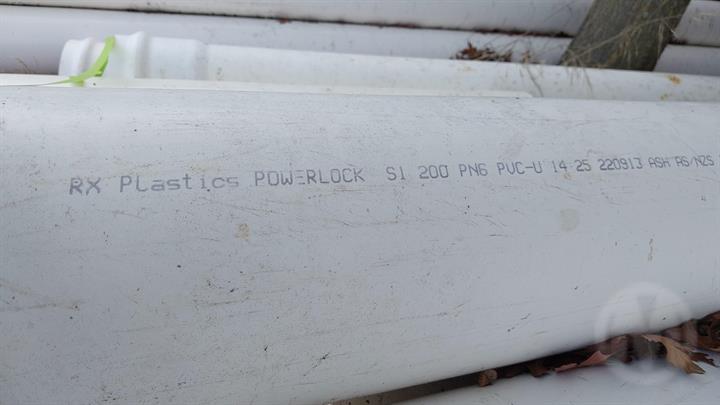 RX Plastics POWERLOCK S1 200 PN6 PVC-U 14 25 220913 ASH AS/NZS